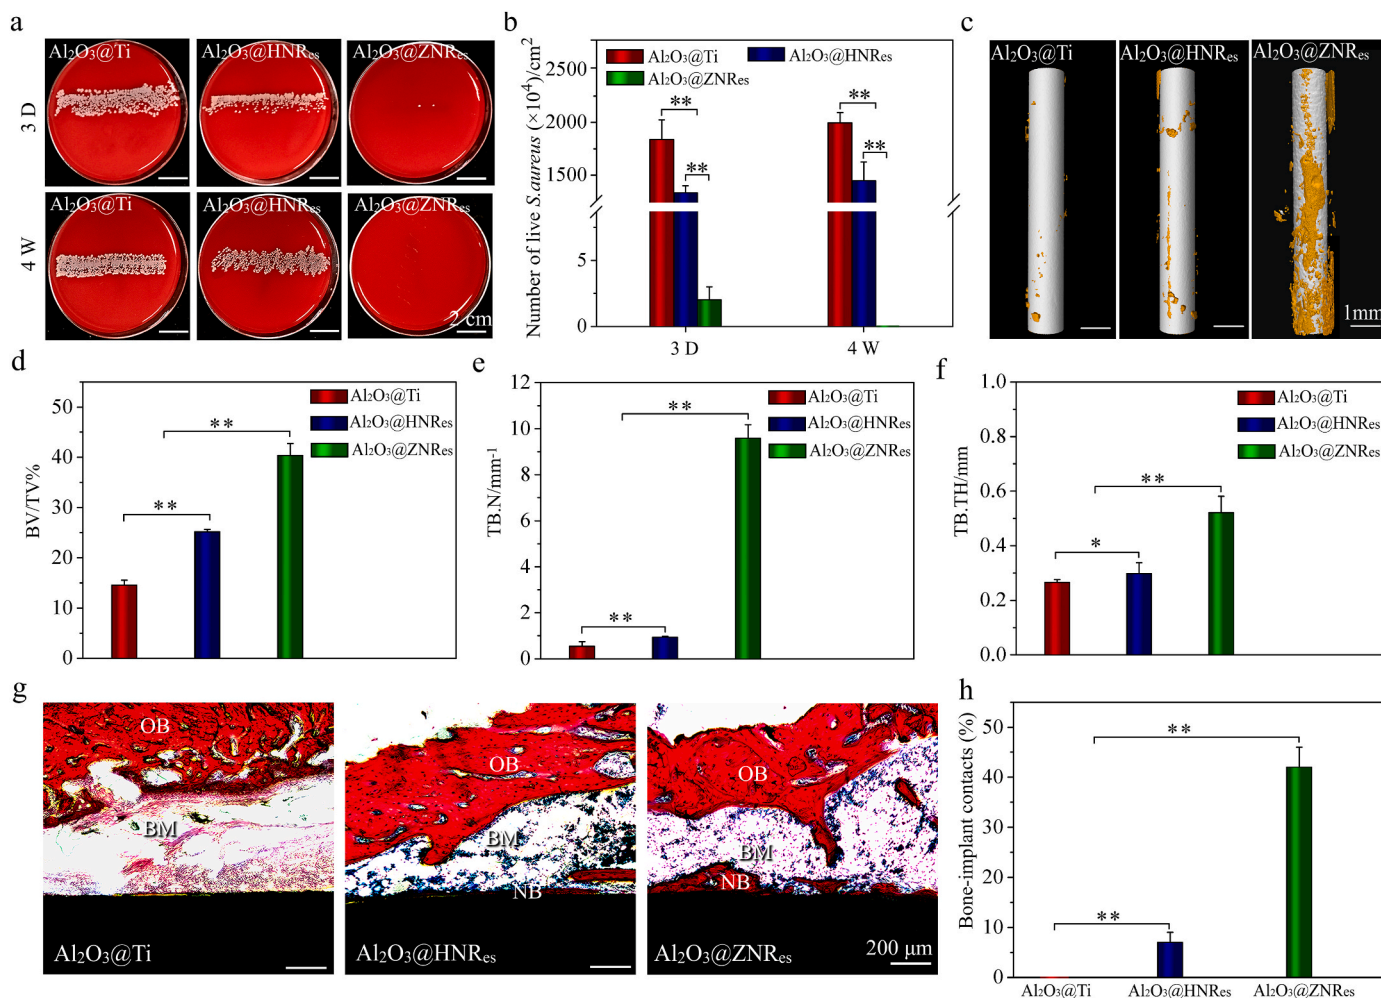 a
Al₂O₃@Ti
Al₂O₃@HNRes
Al₂O₃@ZNRes
3 D
Al₂O₃@Ti
Al₂O₃@HNRes
Al₂O₃@ZNRes
4 W
2 cm
b
Number of live S.aureus (×10⁴)/cm²
2500
2000
1500
5
0
Al₂O₃@Ti
Al₂O₃@HNRes
Al₂O₃@ZNRes
**
**
**
**
3 D
4 W
c
Al₂O₃@Ti
Al₂O₃@HNRes
Al₂O₃@ZNRes
1mm
d
BV/TV%
50
40
30
20
10
0
Al₂O₃@Ti
Al₂O₃@HNRes
Al₂O₃@ZNRes
**
**
e
TB.N/mm⁻¹
12
10
8
6
4
2
0
Al₂O₃@Ti
Al₂O₃@HNRes
Al₂O₃@ZNRes
**
**
f
TB.TH/mm
1.0
0.8
0.6
0.4
0.2
0.0
Al₂O₃@Ti
Al₂O₃@HNRes
Al₂O₃@ZNRes
**
*
g
OB
BM
Al₂O₃@Ti
OB
BM
NB
Al₂O₃@HNRes
OB
BM
NB
Al₂O₃@ZNRes
200 μm
h
Bone-implant contacts (%)
50
40
30
20
10
0
**
**
Al₂O₃@Ti
Al₂O₃@HNRes
Al₂O₃@ZNRes